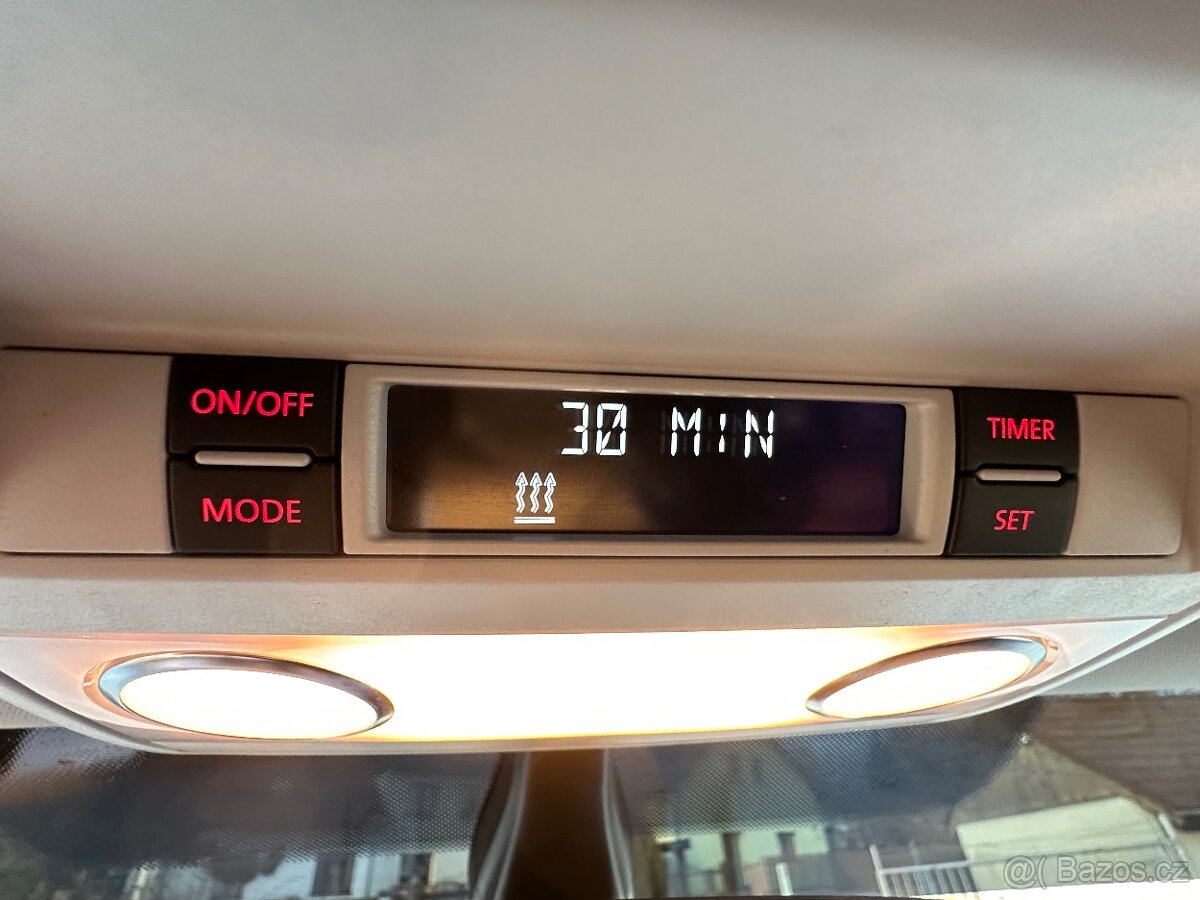 ON/OFF
MODE
30 MIN
TIMER
SET
@( Bazos.cz